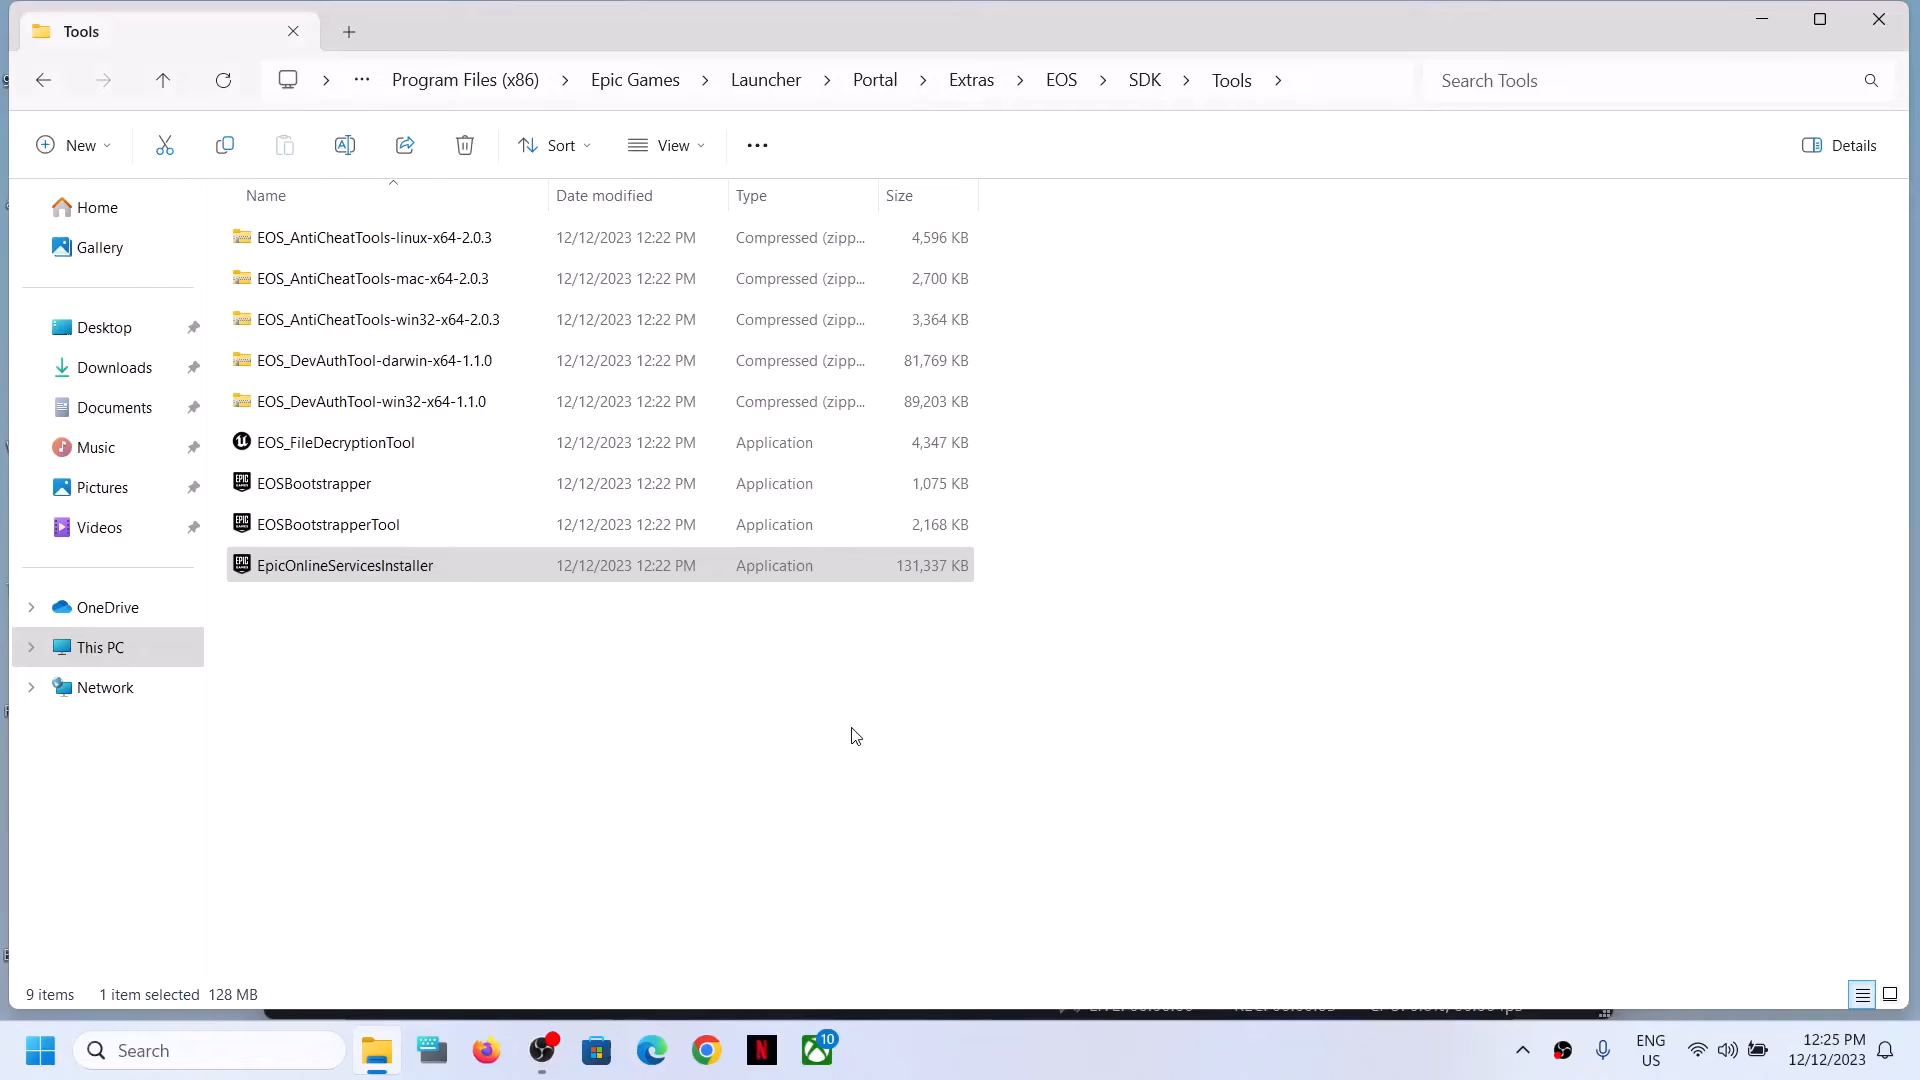 Tools
Program Files (x86) > Epic Games > Launcher > Portal > Extras > EOS > SDK > Tools >
Search Tools
New
Sort
View
Details
Name Date modified Type Size
Home
Gallery
Desktop
Downloads
Documents
Music
Pictures
Videos
OneDrive
This PC
Network
EOS_AntiCheatTools-linux-x64-2.0.3 12/12/2023 12:22 PM Compressed (zipp... 4,596 KB
EOS_AntiCheatTools-mac-x64-2.0.3 12/12/2023 12:22 PM Compressed (zipp... 2,700 KB
EOS_AntiCheatTools-win32-x64-2.0.3 12/12/2023 12:22 PM Compressed (zipp... 3,364 KB
EOS_DevAuthTool-darwin-x64-1.1.0 12/12/2023 12:22 PM Compressed (zipp... 81,769 KB
EOS_DevAuthTool-win32-x64-1.1.0 12/12/2023 12:22 PM Compressed (zipp... 89,203 KB
EOS_FileDecryptionTool 12/12/2023 12:22 PM Application 4,347 KB
EOSBootstrapper 12/12/2023 12:22 PM Application 1,075 KB
EOSBootstrapperTool 12/12/2023 12:22 PM Application 2,168 KB
EpicOnlineServicesInstaller 12/12/2023 12:22 PM Application 131,337 KB
9 items 1 item selected 128 MB
Search
10
ENG
US
12:25 PM
12/12/2023